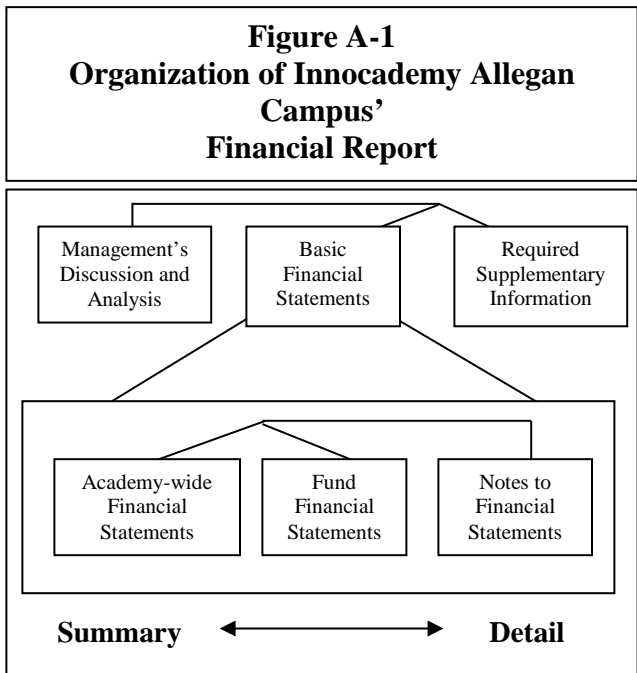 Figure A-1
Organization of Innocademy Allegan
Campus’
Financial Report
Management’s
Discussion and
Analysis
Basic
Financial
Statements
Required
Supplementary
Information
Academy-wide
Financial
Statements
Fund
Financial
Statements
Notes to
Financial
Statements
Summary
Detail